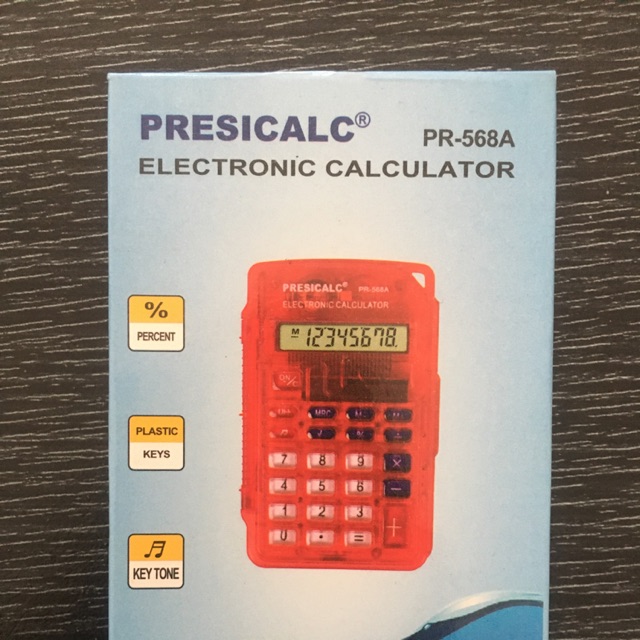 PRESICALC®
PR-568A
ELECTRONIC CALCULATOR
PRESICALC® PR-568A
ELECTRONIC CALCULATOR
M
-12345678.
%
PERCENT
MRC
PLASTIC
KEYS
7 8 9 ×
4 5 6 −
1 2 3 +
0 . =
KEY TONE